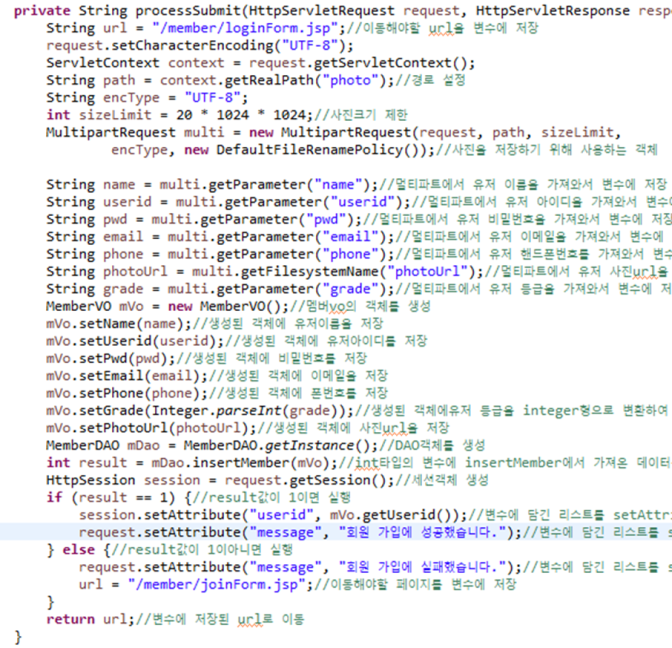 private String processSubmit(HttpServletRequest request, HttpServletResponse resp
String url = "/member/loginForm.jsp";//이동해야할 url을 변수에 저장
request.setCharacterEncoding("UTF-8");
ServletContext context = request.getServletContext();
String path = context.getRealPath("photo");//경로 설정
String encType = "UTF-8";
int sizeLimit = 20 * 1024 * 1024;//사진크기 제한
MultipartRequest multi = new MultipartRequest(request, path, sizeLimit,
encType, new DefaultFileRenamePolicy());//사진을 저장하기 위해 사용하는 객체
String name = multi.getParameter("name");//멀티파트에서 유저 이름을 가져와서 변수에 저장
String userid = multi.getParameter("userid");//멀티파트에서 유저 아이디를 가져와서 변수
String pwd = multi.getParameter("pwd");//멀티파트에서 유저 비밀번호를 가져와서 변수에 저장
String email = multi.getParameter("email");//멀티파트에서 유저 이메일을 가져와서 변수에
String phone = multi.getParameter("phone");//멀티파트에서 유저 핸드폰번호를 가져와서 변수
String photoUrl = multi.getFilesystemName("photoUrl");//멀티파트에서 유저 사진url을
String grade = multi.getParameter("grade");//멀티파트에서 유저 등급을 가져와서 변수에 저
MemberVO mVo = new MemberVO();//멤버vo의 객체를 생성
mVo.setName(name);//생성된 객체에 유저이름을 저장
mVo.setUserid(userid);//생성된 객체에 유저아이디를 저장
mVo.setPwd(pwd);//생성된 객체에 비밀번호를 저장
mVo.setEmail(email);//생성된 객체에 이메일을 저장
mVo.setPhone(phone);//생성된 객체에 폰번호를 저장
mVo.setGrade(Integer.parseInt(grade));//생성된 객체에유저 등급을 integer형으로 변환하여
mVo.setPhotoUrl(photoUrl);//생성된 객체에 사진url을 저장
MemberDAO mDao = MemberDAO.getInstance();//DAO객체를 생성
int result = mDao.insertMember(mVo);//int타입의 변수에 insertMember에서 가져온 데이터
HttpSession session = request.getSession();//세션객체 생성
if (result == 1) {//result값이 1이면 실행
session.setAttribute("userid", mVo.getUserid());//변수에 담긴 리스트를 setAttri
request.setAttribute("message", "회원 가입에 성공했습니다.");//변수에 담긴 리스트를 s
} else {//result값이 1이아니면 실행
request.setAttribute("message", "회원 가입에 실패했습니다.");//변수에 담긴 리스트를 s
url = "/member/joinForm.jsp";//이동해야할 페이지를 변수에 저장
}
return url;//변수에 저장된 url로 이동
}